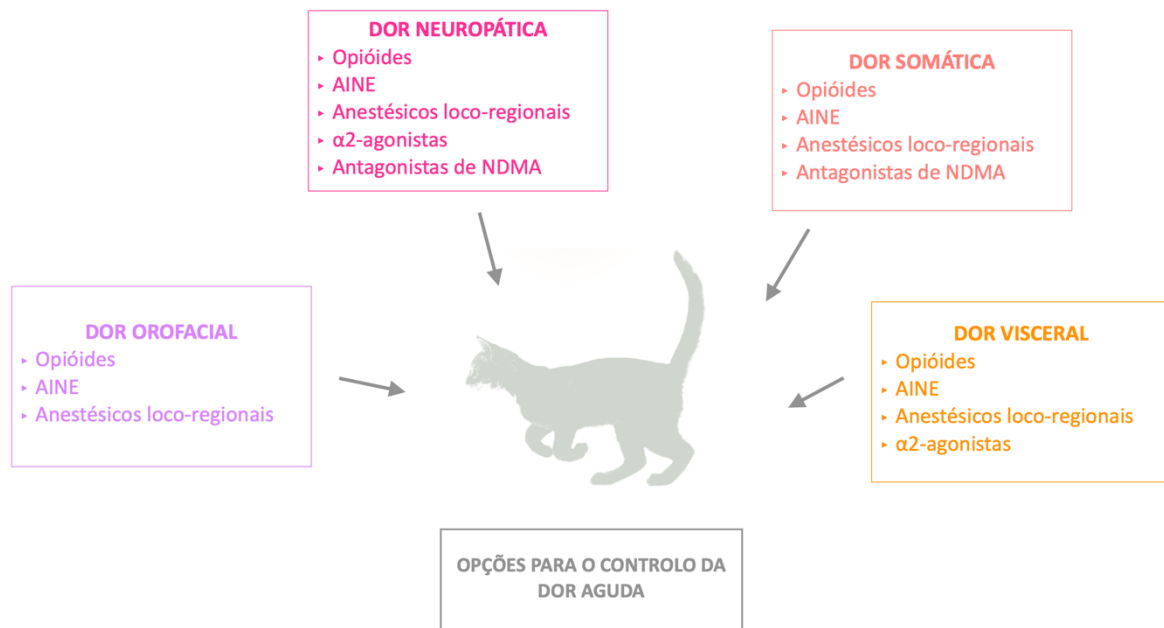 DOR NEUROPÁTICA
‣ Opióides
‣ AINE
‣ Anestésicos loco-regionais
‣ α2-agonistas
‣ Antagonistas de NDMA
DOR SOMÁTICA
‣ Opióides
‣ AINE
‣ Anestésicos loco-regionais
‣ Antagonistas de NDMA
DOR OROFACIAL
‣ Opióides
‣ AINE
‣ Anestésicos loco-regionais
DOR VISCERAL
‣ Opióides
‣ AINE
‣ Anestésicos loco-regionais
‣ α2-agonistas
OPÇÕES PARA O CONTROLO DA
DOR AGUDA